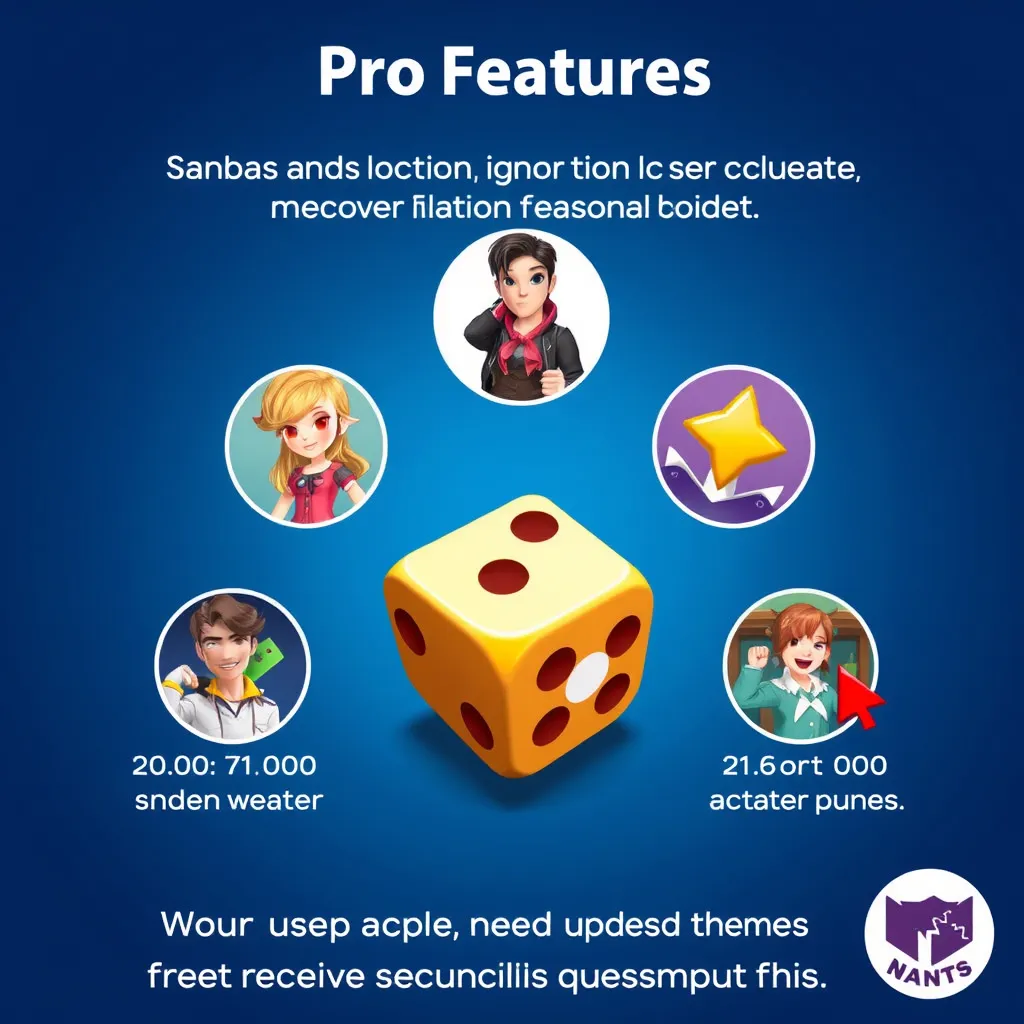 Pro Features
Sanbas ands loction, ignor tion lc ser cclueate,
mecover filation feasonal boidet.
20.00: 71.000
snden weater
21.6ort 000
actater punes.
Wour usep acple, need updesd themes
freet receive secuncilis quessmput fhis.
NANTS